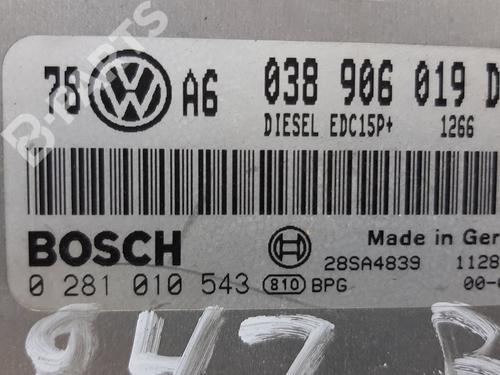 78 VW A6 038 906 019 D
DIESEL EDC15P+ 1266
BOSCH
Made in Ger
28SA4839 1128
0 281 010 543 810 BPG 00-0
947
B-PARTS